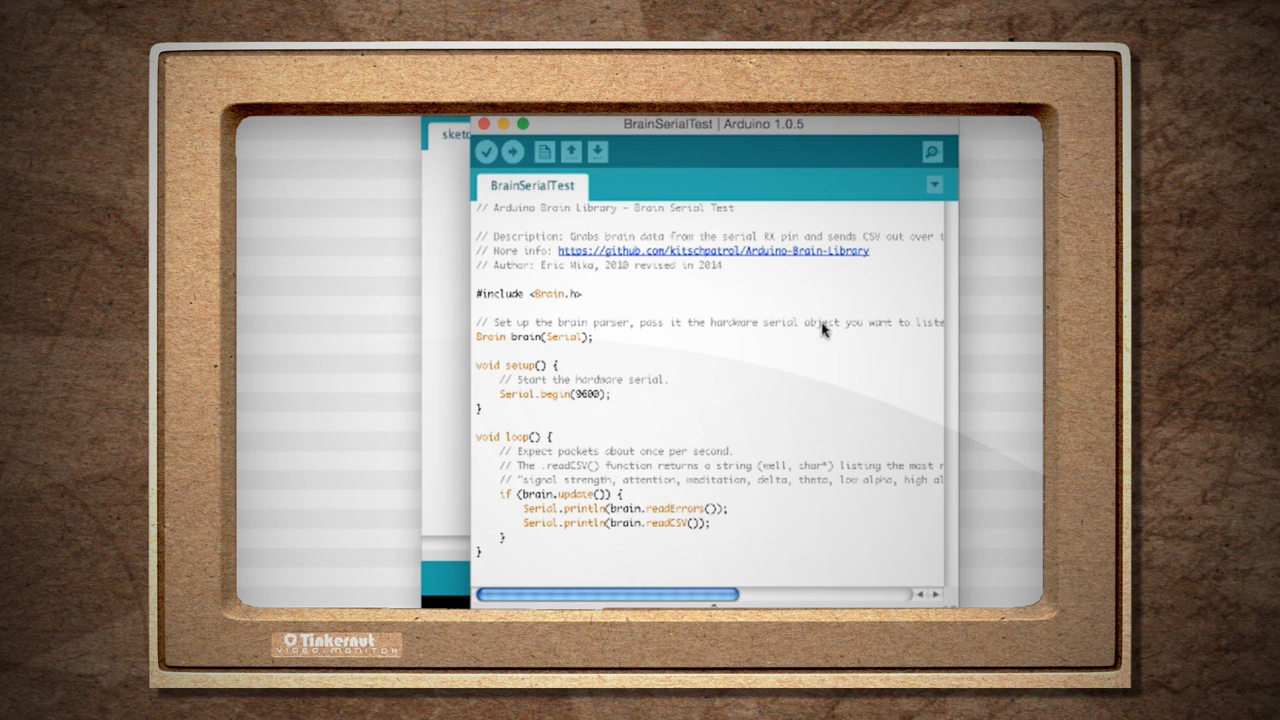 sketc
BrainSerialTest | Arduino 1.0.5
BrainSerialTest
// Arduino Brain Library - Brain Serial Test
// Description: Grabs brain data from the serial RX pin and sends CSV out over t
// More info: https://github.com/kitschpatrol/Arduino-Brain-Library
// Author: Eric Mika, 2010 revised in 2014
#include <Brain.h>
// Set up the brain parser, pass it the hardware serial object you want to liste
Brain brain(Serial);
void setup() {
// Start the hardware serial.
Serial.begin(9600);
}
void loop() {
// Expect packets about once per second.
// The .readCSV() function returns a string (well, char*) listing the most r
// "signal strength, attention, meditation, delta, theta, low alpha, high al
if (brain.update()) {
Serial.println(brain.readErrors());
Serial.println(brain.readCSV());
}
}
Tinkernut
VIDEO MONITOR